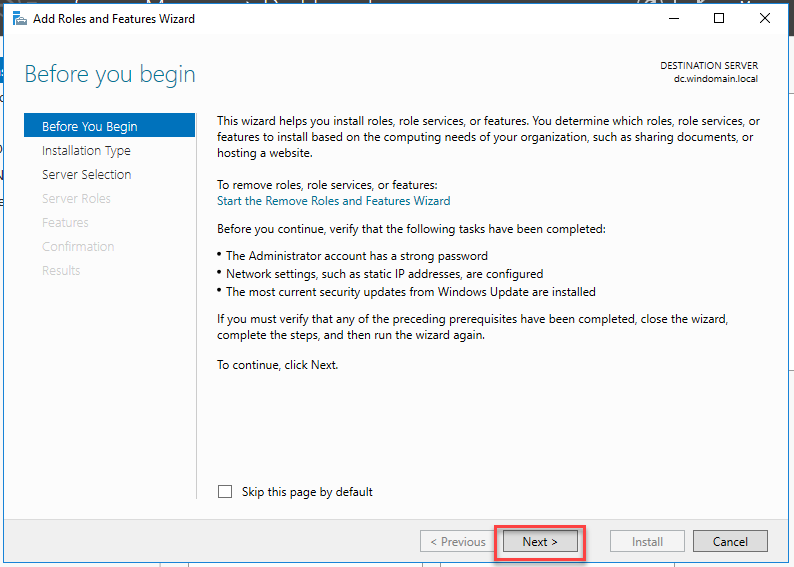 Add Roles and Features Wizard
Before you begin
DESTINATION SERVER
dc.windomain.local
Before You Begin
Installation Type
Server Selection
Server Roles
Features
Confirmation
Results
This wizard helps you install roles, role services, or features. You determine which roles, role services, or
features to install based on the computing needs of your organization, such as sharing documents, or
hosting a website.
To remove roles, role services, or features:
Start the Remove Roles and Features Wizard
Before you continue, verify that the following tasks have been completed:
• The Administrator account has a strong password
• Network settings, such as static IP addresses, are configured
• The most current security updates from Windows Update are installed
If you must verify that any of the preceding prerequisites have been completed, close the wizard,
complete the steps, and then run the wizard again.
To continue, click Next.
Skip this page by default
< Previous
Next >
Install
Cancel